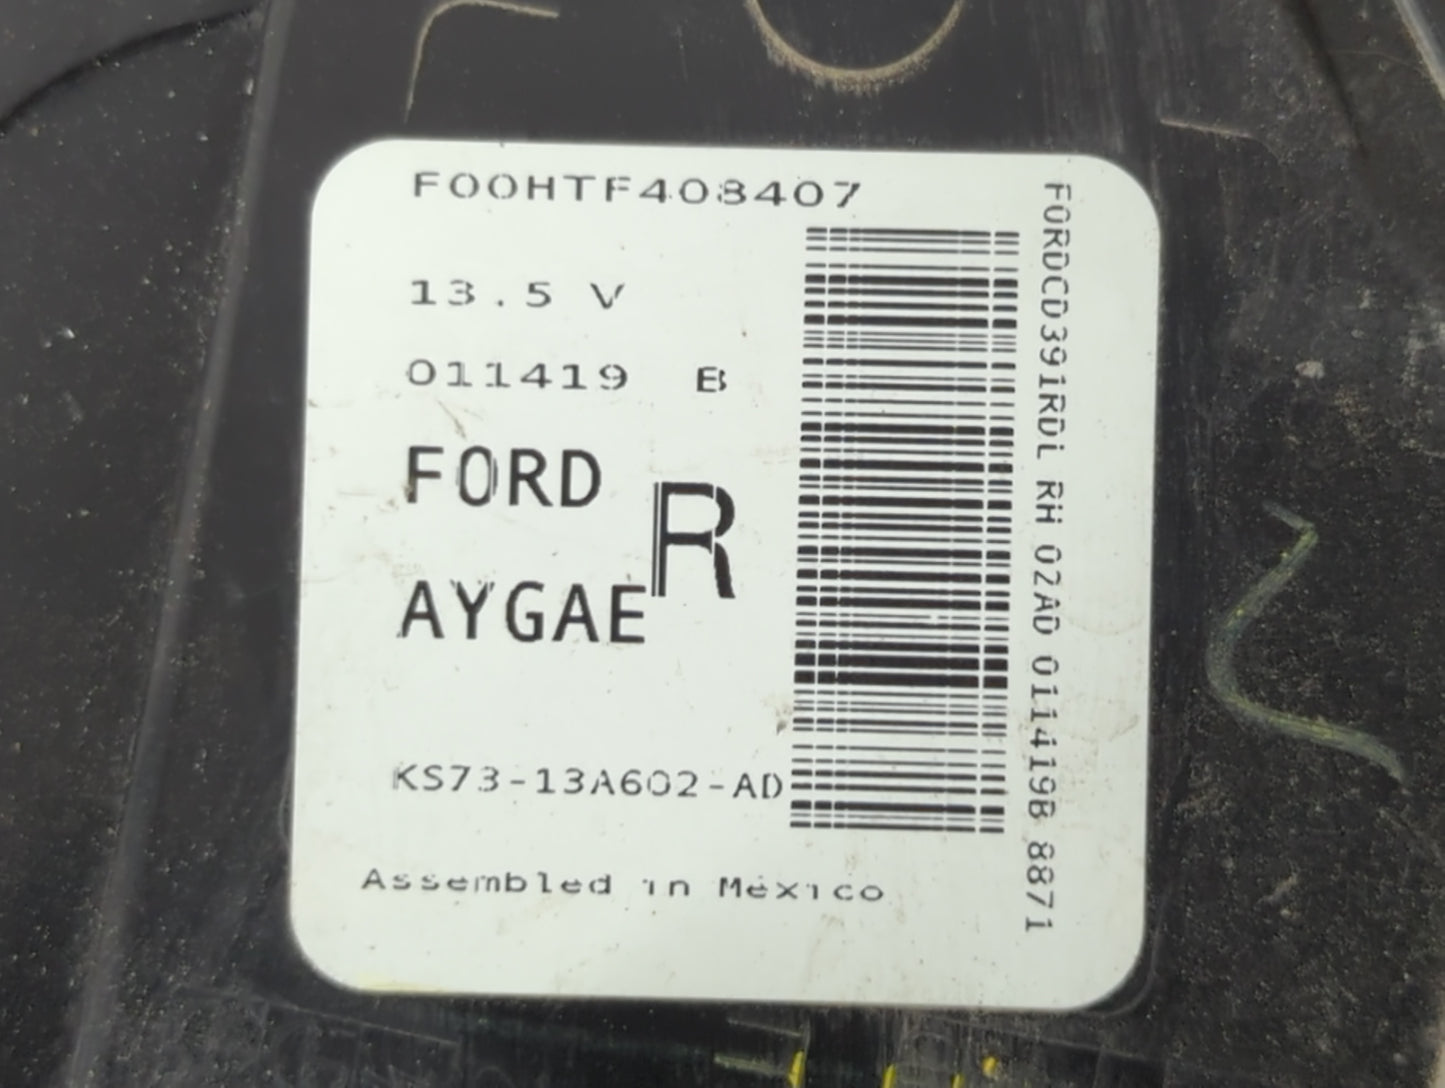 F00HTF408407
13.5 V
011419 B
FORD
R
AYGAE
KS73-13A602-AD
Assembled in Mexico
FORDCD391RDL RH 02AD 011419B 8871